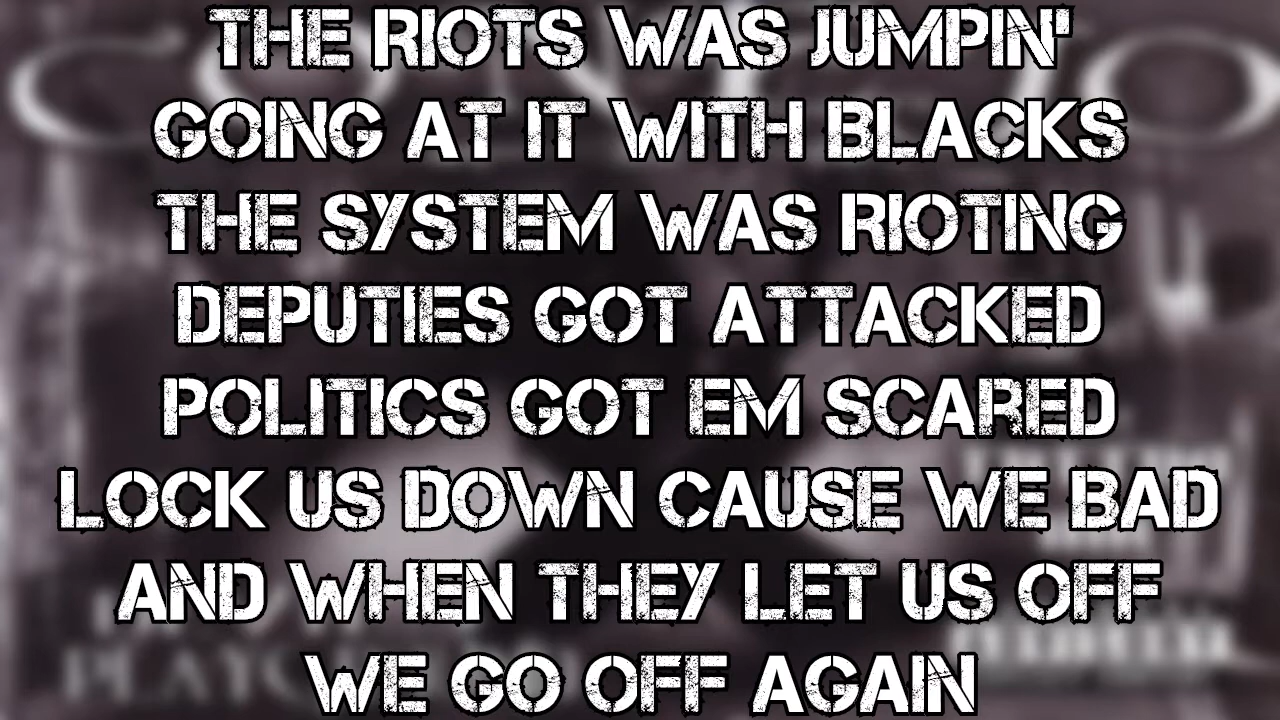 THE RIOTS WAS JUMPIN'
GOING AT IT WITH BLACKS
THE SYSTEM WAS RIOTING
DEPUTIES GOT ATTACKED
POLITICS GOT EM SCARED
LOCK US DOWN CAUSE WE BAD
AND WHEN THEY LET US OFF
WE GO OFF AGAIN